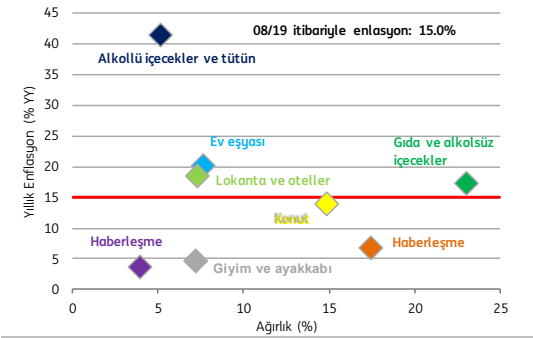 45
40
35
30
25
20
15
10
5
0
Yıllık Enflasyon (% YY)
08/19 itibariyle enlasyon: 15.0%
Alkollü içecekler ve tütün
Ev eşyası
Gıda ve alkolsüz
içecekler
Lokanta ve oteller
Konut
Haberleşme
Haberleşme
Giyim ve ayakkabı
0 5 10 15 20 25
Ağırlık (%)